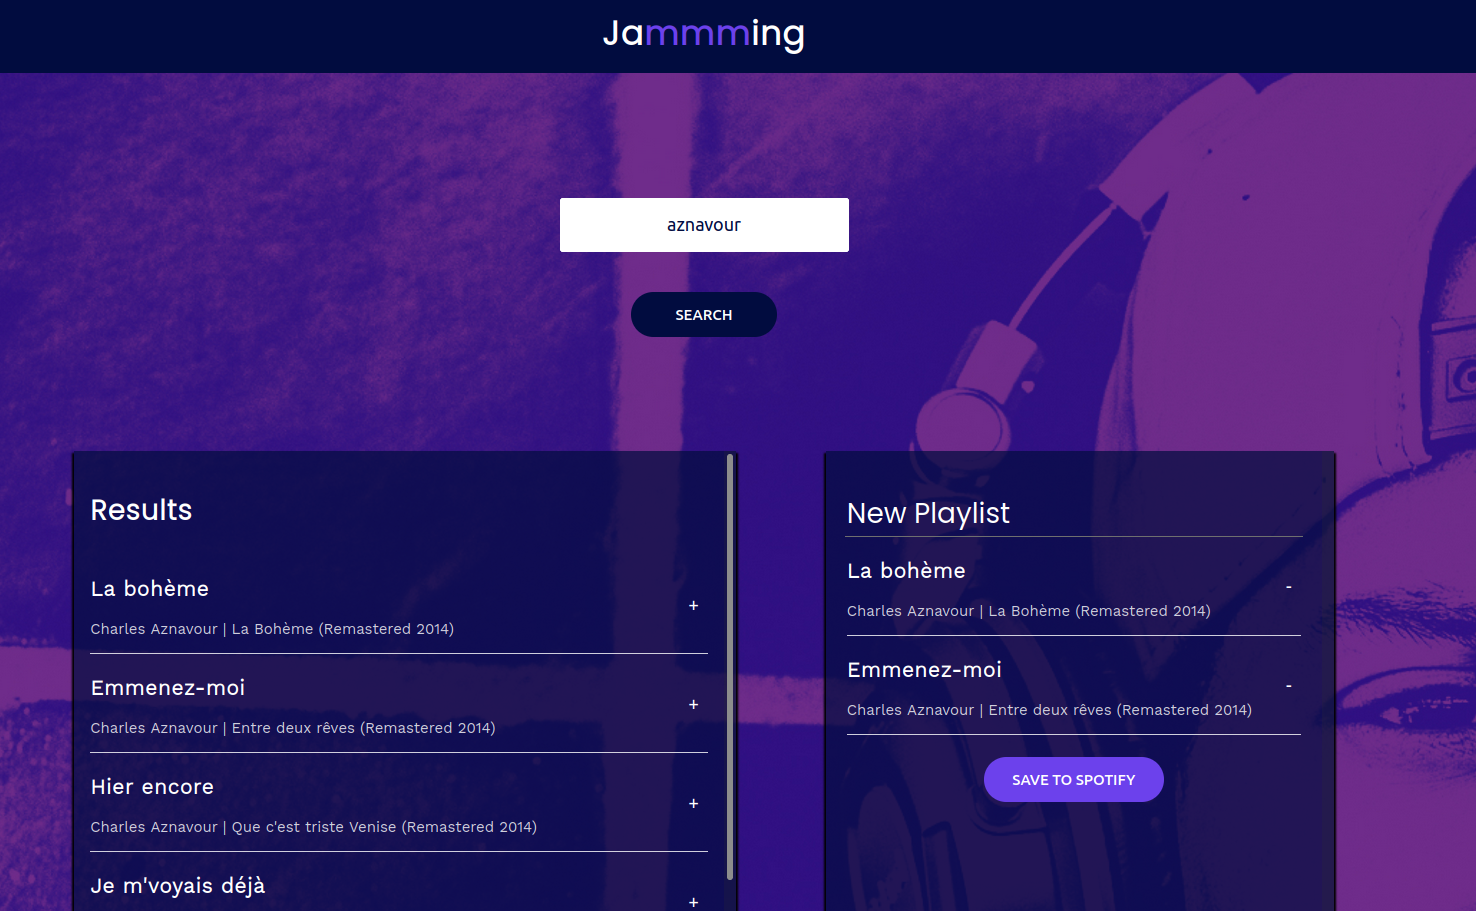 Jammming
aznavour
SEARCH
Results
La bohème
+
Charles Aznavour | La Bohème (Remastered 2014)
Emmenez-moi
+
Charles Aznavour | Entre deux rêves (Remastered 2014)
Hier encore
+
Charles Aznavour | Que c'est triste Venise (Remastered 2014)
Je m'voyais déjà
+
New Playlist
La bohème
-
Charles Aznavour | La Bohème (Remastered 2014)
Emmenez-moi
-
Charles Aznavour | Entre deux rêves (Remastered 2014)
SAVE TO SPOTIFY